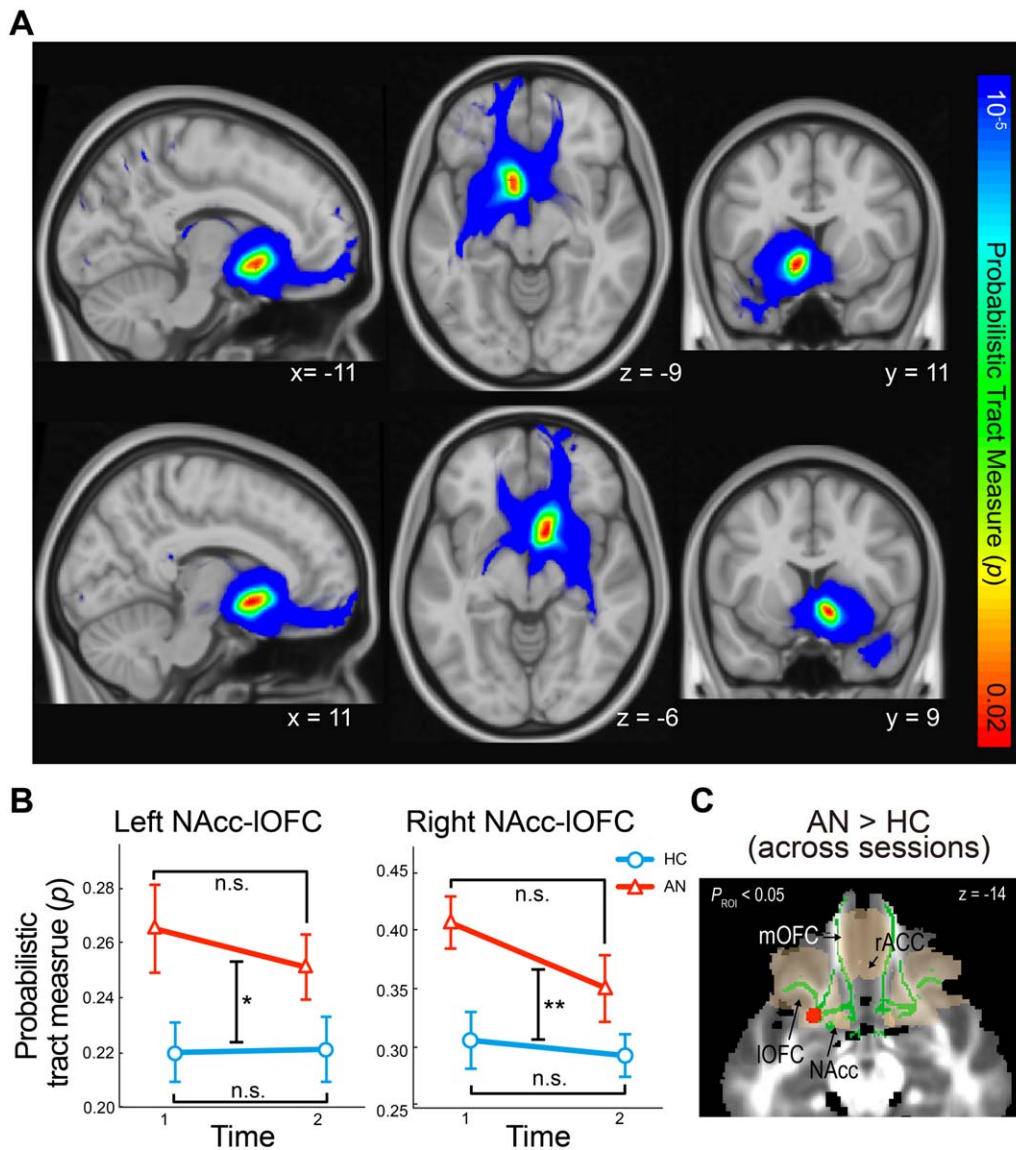 A
x= -11
z = -9
y = 11
x = 11
z = -6
y = 9
10-5
Probabilistic Tract Measure (p)
0.02
B
Left NAcc-lOFC
Right NAcc-lOFC
HC
AN
n.s.
n.s.
*
**
n.s.
n.s.
0.28
0.26
0.24
0.22
0.20
0.45
0.40
0.35
0.30
0.25
Probabilistic
tract measrue (p)
1
2
1
2
Time
Time
C
AN > HC
(across sessions)
PROI < 0.05
z = -14
mOFC
rACC
lOFC
NAcc